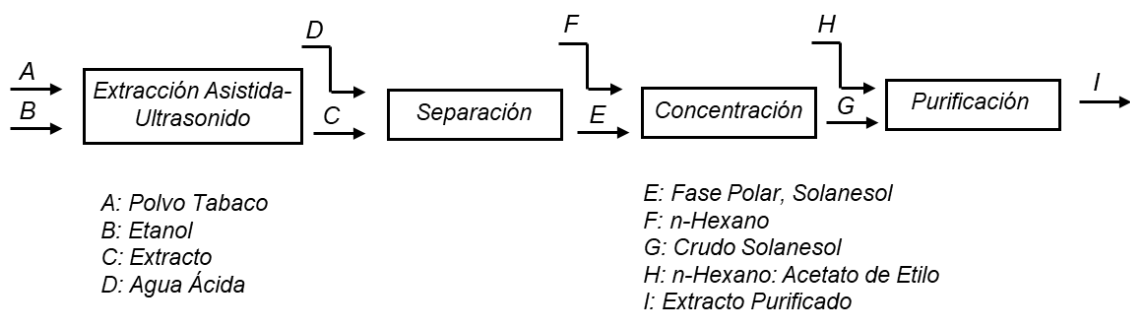 D
F
H
A
Extracción Asistida-
Ultrasonido
B
C
Separación
E
Concentración
G
Purificación
I
A: Polvo Tabaco
B: Etanol
C: Extracto
D: Agua Ácida
E: Fase Polar, Solanesol
F: n-Hexano
G: Crudo Solanesol
H: n-Hexano: Acetato de Etilo
I: Extracto Purificado